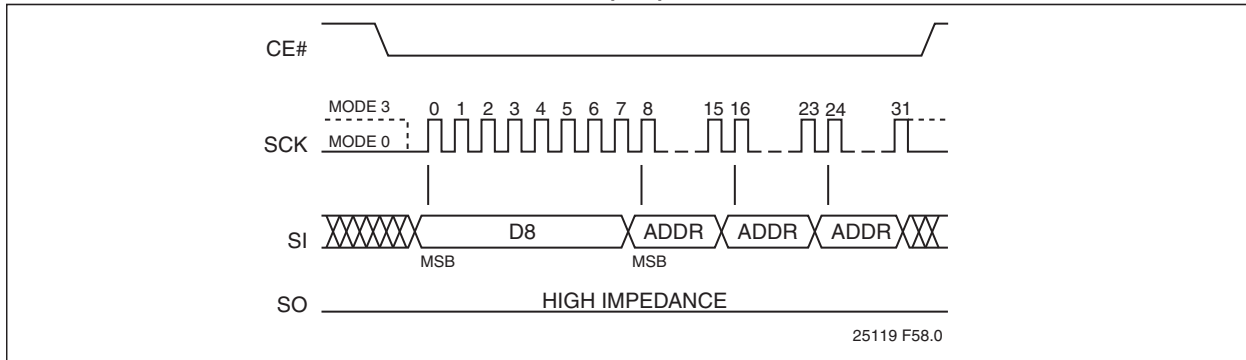 CE#
MODE 3
SCK
MODE 0
0 1 2 3 4 5 6 7 8 15 16 23 24 31
SI
D8 ADDR ADDR ADDR
MSB MSB
SO
HIGH IMPEDANCE
25119 F58.0